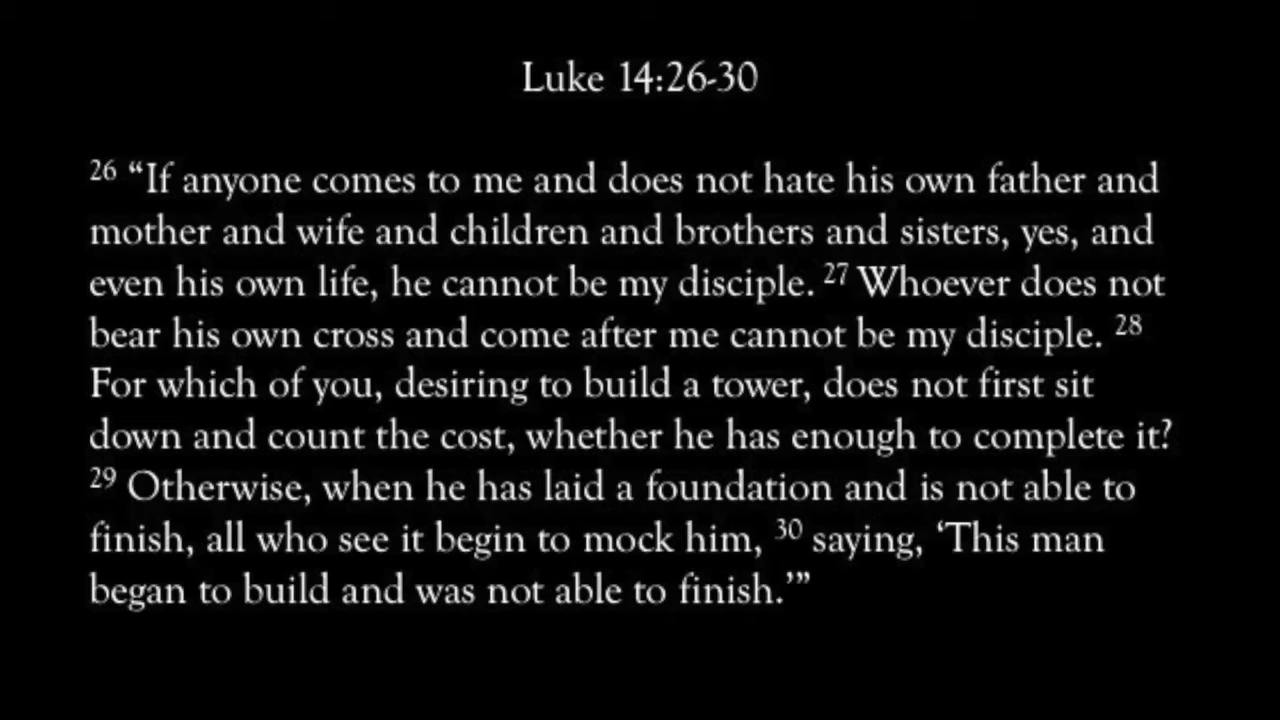 Luke 14:26-30
26 “If anyone comes to me and does not hate his own father and
mother and wife and children and brothers and sisters, yes, and
even his own life, he cannot be my disciple. 27 Whoever does not
bear his own cross and come after me cannot be my disciple. 28
For which of you, desiring to build a tower, does not first sit
down and count the cost, whether he has enough to complete it?
29 Otherwise, when he has laid a foundation and is not able to
finish, all who see it begin to mock him, 30 saying, ‘This man
began to build and was not able to finish.’”